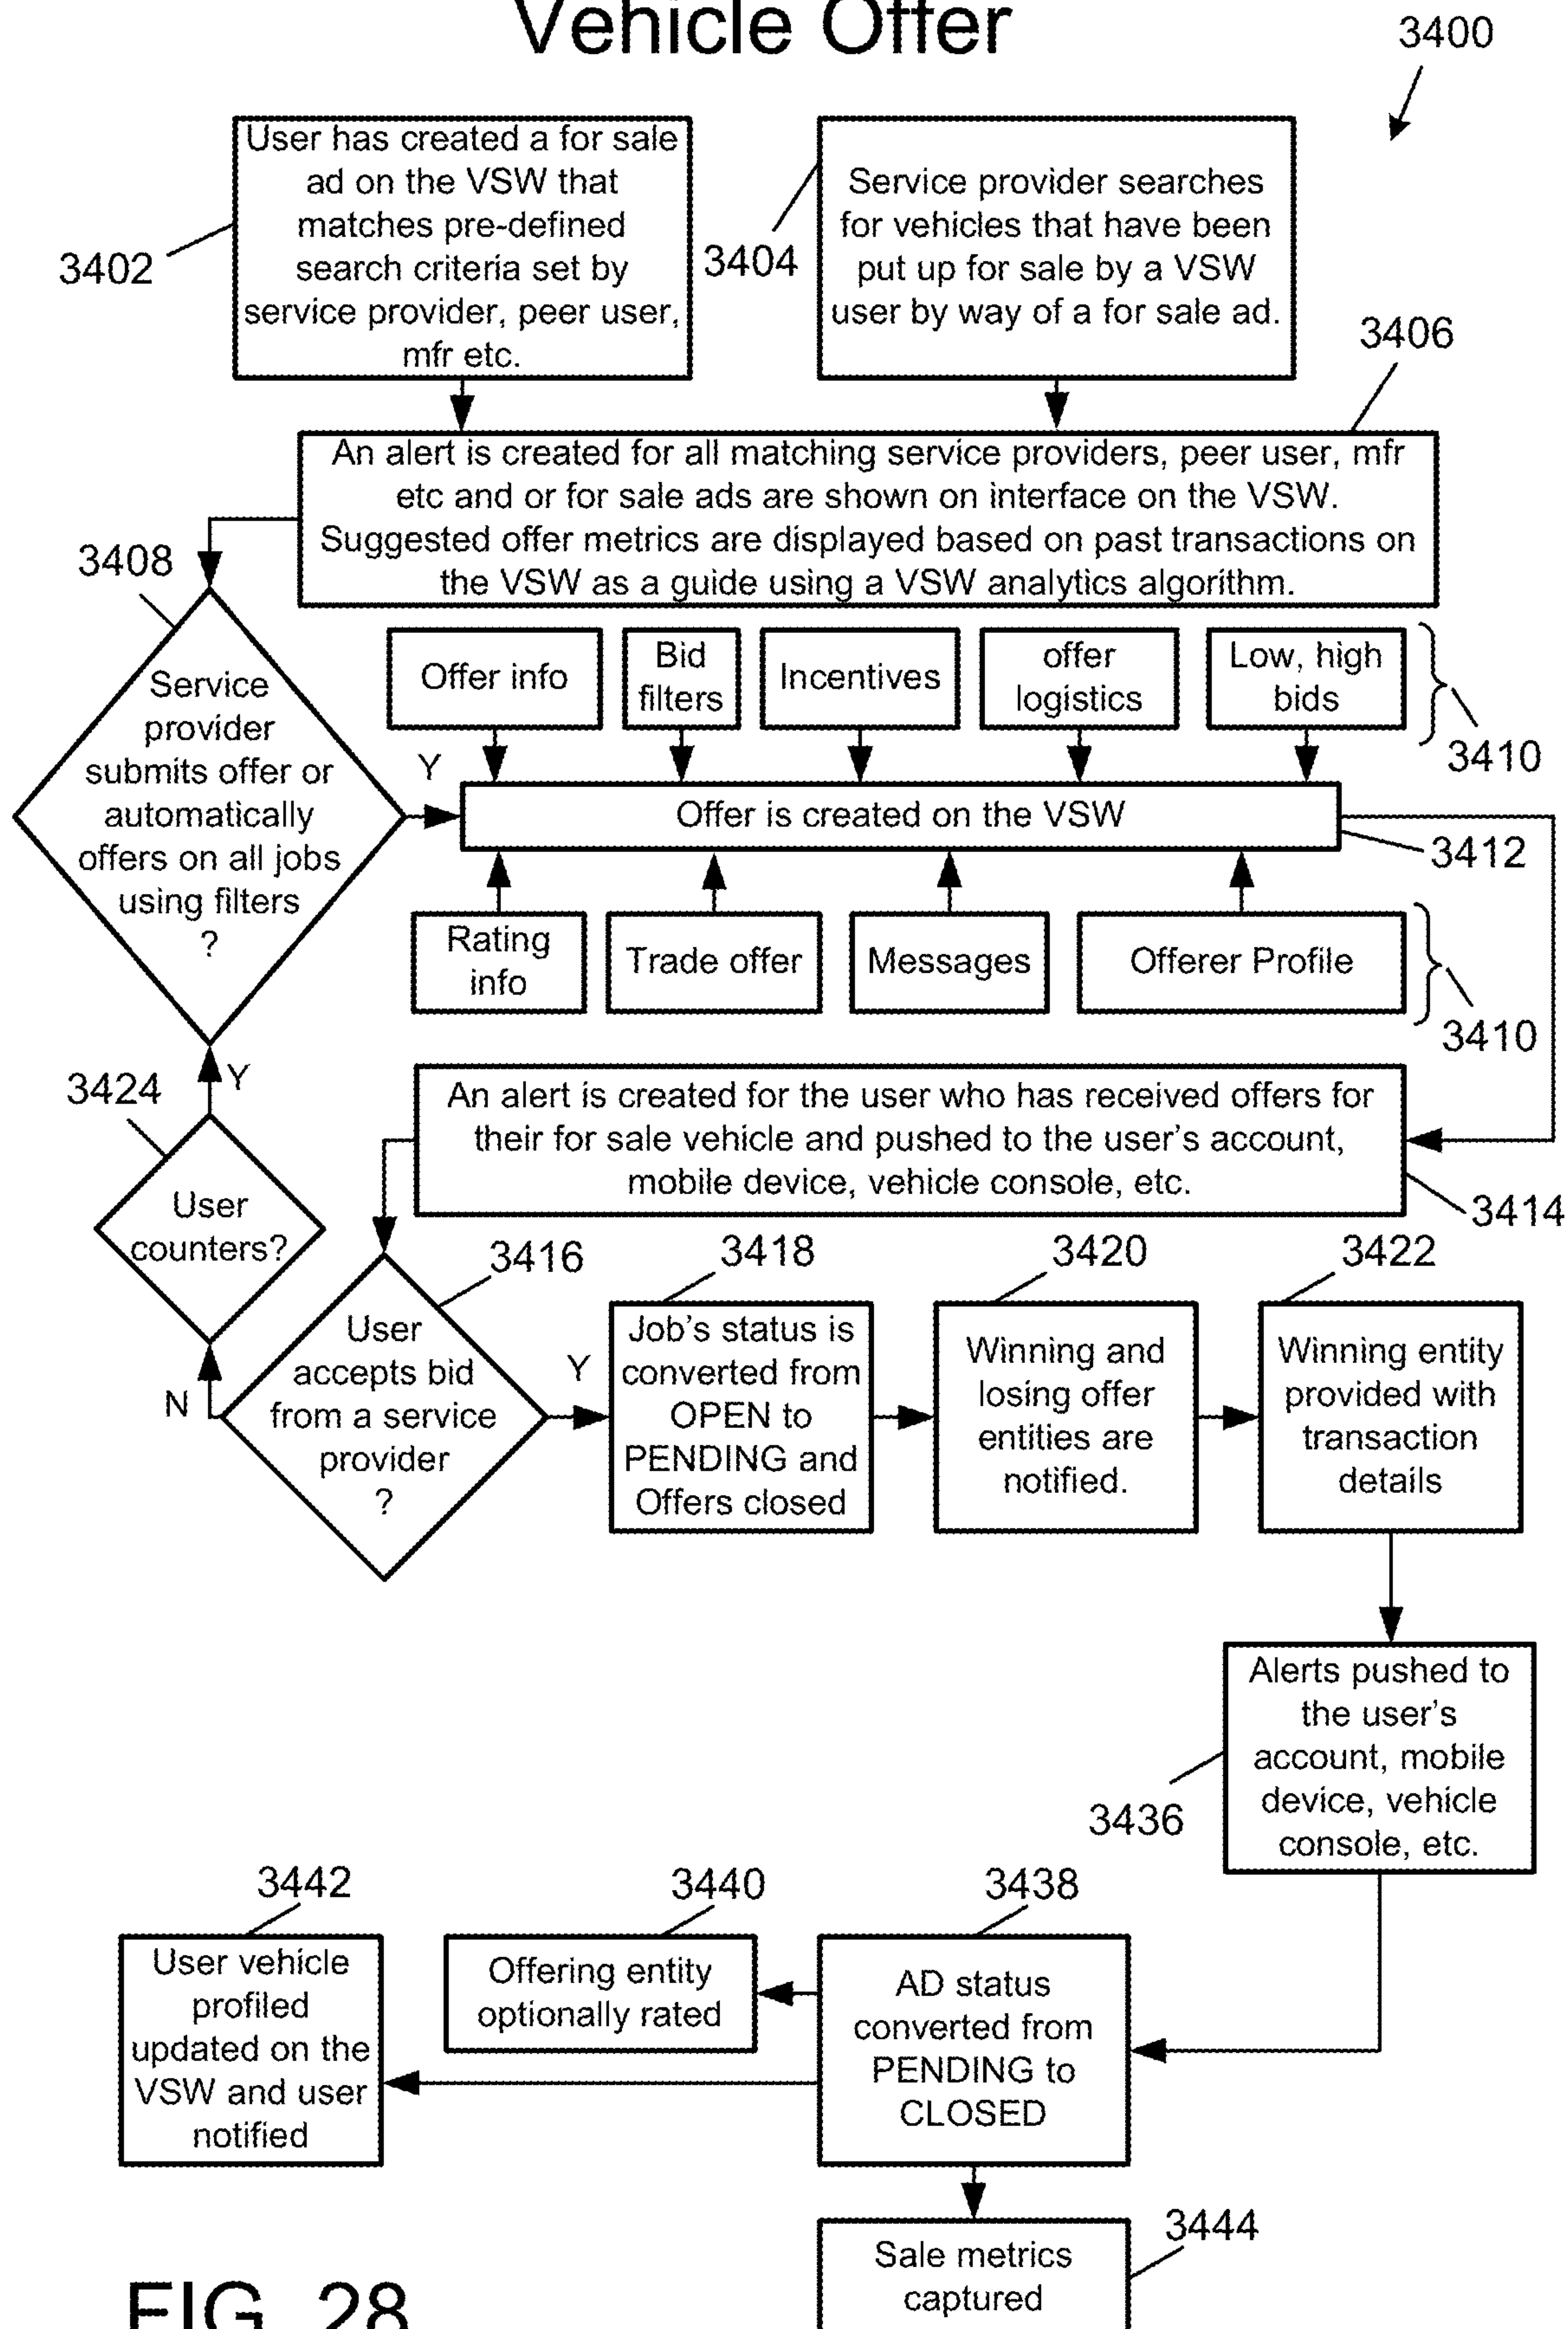 Vehicle Offer
3400
User has created a for sale
ad on the VSW that
matches pre-defined
search criteria set by
service provider, peer user,
mfr etc.
3402
Service provider searches
for vehicles that have been
put up for sale by a VSW
user by way of a for sale ad.
3404
3406
An alert is created for all matching service providers, peer user, mfr
etc and or for sale ads are shown on interface on the VSW.
Suggested offer metrics are displayed based on past transactions on
the VSW as a guide using a VSW analytics algorithm.
3408
Service
provider
submits offer or
automatically
offers on all jobs
using filters
?
Y
Offer info
Bid
filters
Incentives
offer
logistics
Low, high
bids
3410
Offer is created on the VSW
3412
Rating
info
Trade offer
Messages
Offerer Profile
3410
3424
Y
An alert is created for the user who has received offers for
their for sale vehicle and pushed to the user's account,
mobile device, vehicle console, etc.
3414
User
counters?
3416
3418
3420
3422
N
User
accepts bid
from a service
provider
?
Y
Job's status is
converted from
OPEN to
PENDING and
Offers closed
Winning and
losing offer
entities are
notified.
Winning entity
provided with
transaction
details
Alerts pushed to
the user's
account, mobile
device, vehicle
console, etc.
3436
3442
3440
3438
User vehicle
profiled
updated on the
VSW and user
notified
Offering entity
optionally rated
AD status
converted from
PENDING to
CLOSED
3444
Sale metrics
captured
FIG. 28